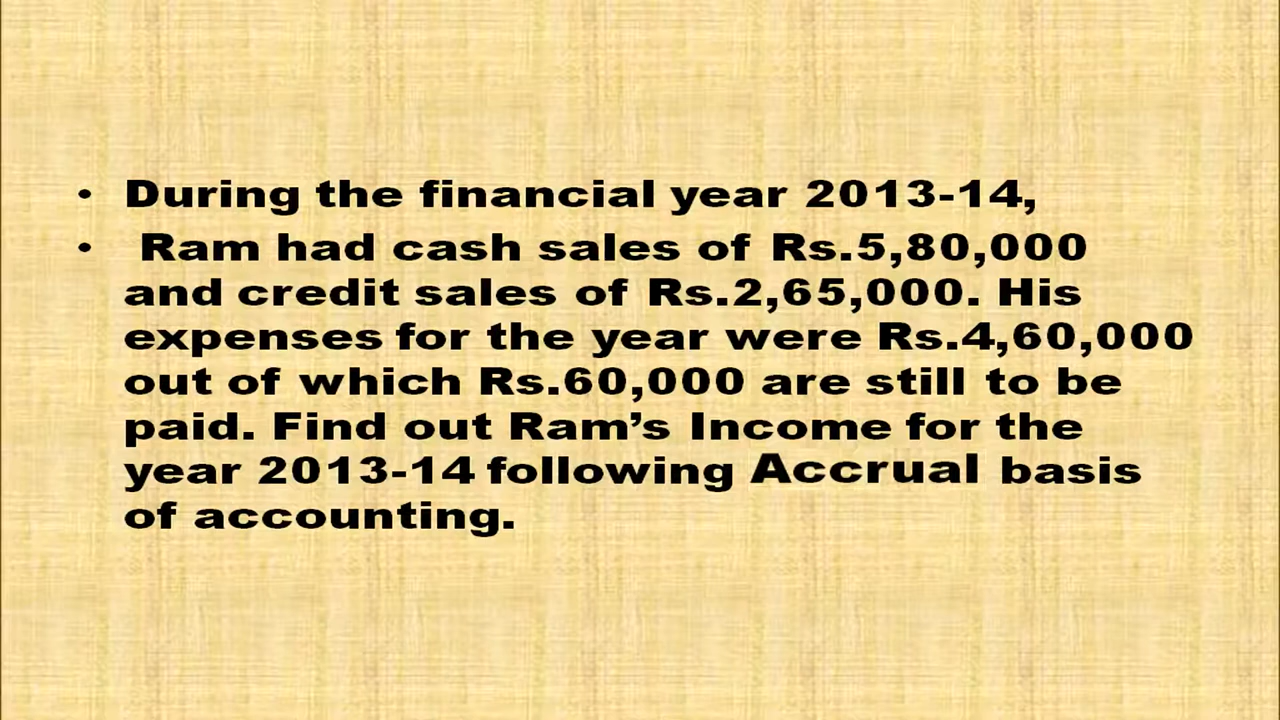 • During the financial year 2013-14,
• Ram had cash sales of Rs.5,80,000
and credit sales of Rs.2,65,000. His
expenses for the year were Rs.4,60,000
out of which Rs.60,000 are still to be
paid. Find out Ram’s Income for the
year 2013-14 following Accrual basis
of accounting.